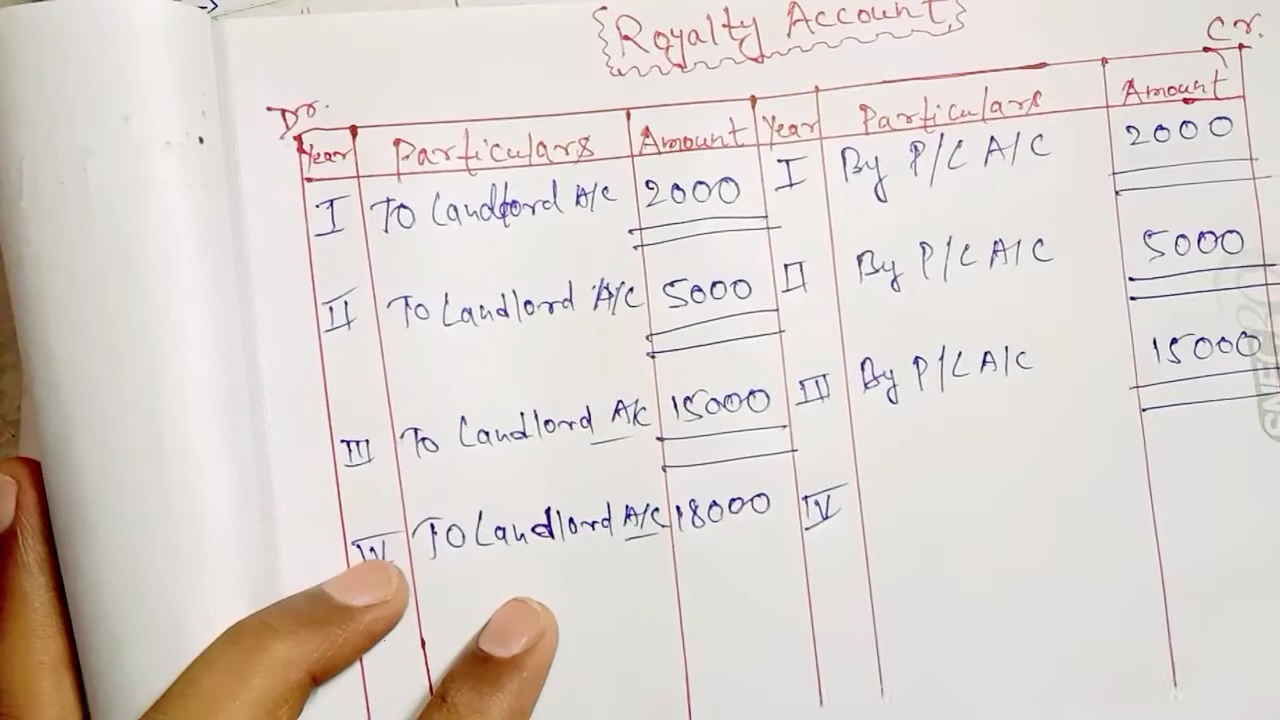 Royalty Account
Dr. Cr.
Year Particulars Amount Year Particulars Amount
I To Landlord A/C 2000 I By P/L A/C 2000
II To Landlord A/C 5000 II By P/L A/C 5000
III To Landlord A/C 15000 III By P/L A/C 15000
IV To Landlord A/C 18000 IV